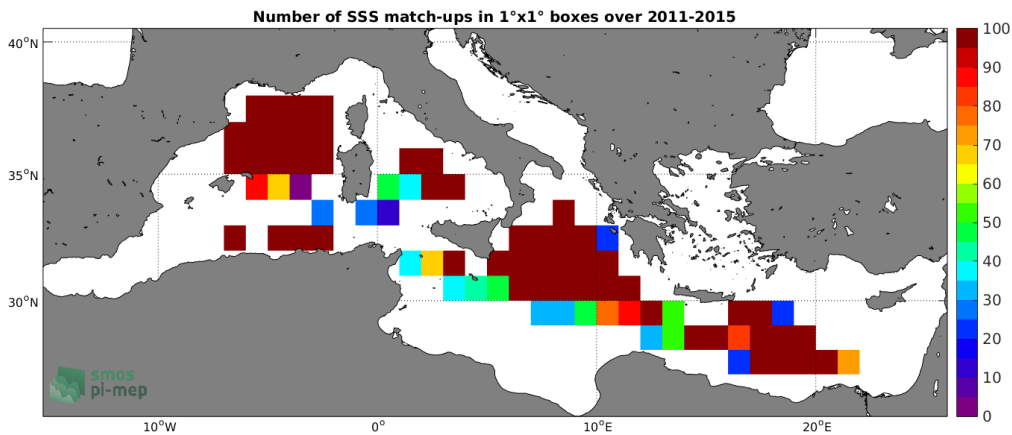 Number of SSS match-ups in 1°x1° boxes over 2011-2015
40°N
35°N
30°N
10°W
0°
10°E
20°E
100
90
80
70
60
50
40
30
20
10
0
smos
pi-mep